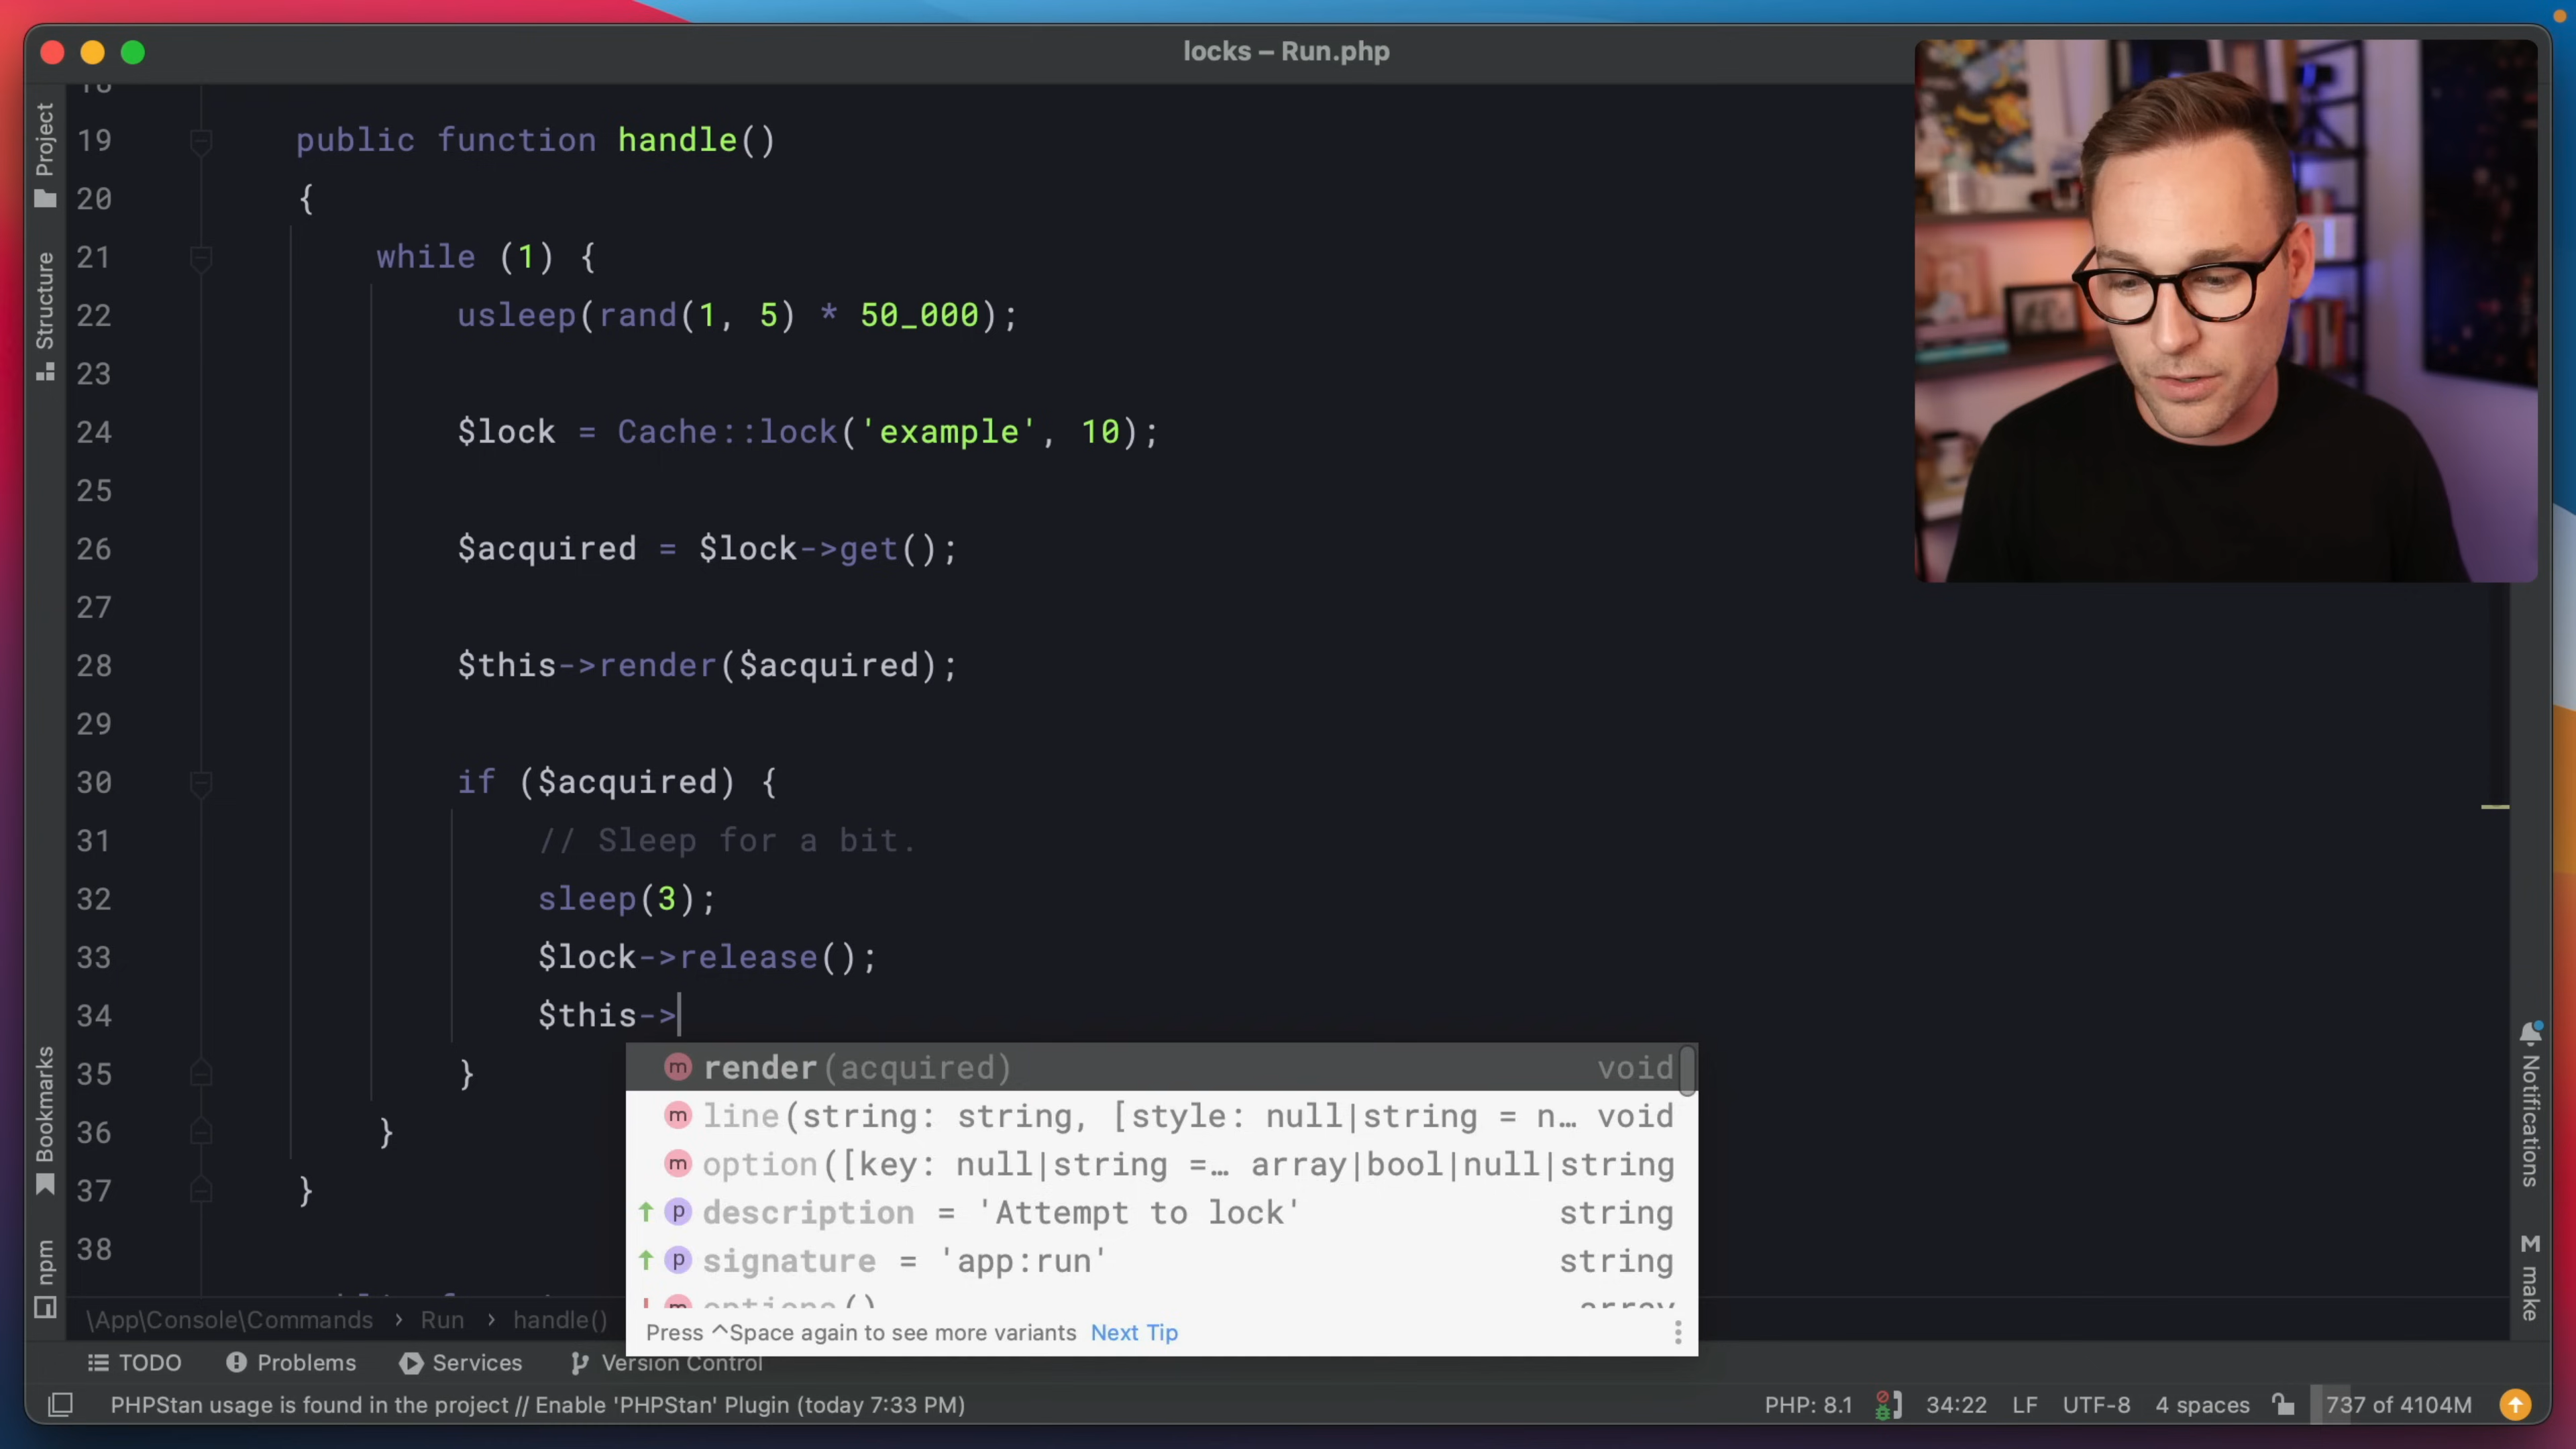 locks – Run.php
Project
Structure
Bookmarks
npm
19 public function handle()
20 {
21 while (1) {
22 usleep(rand(1, 5) * 50_000);
23
24 $lock = Cache::lock('example', 10);
25
26 $acquired = $lock->get();
27
28 $this->render($acquired);
29
30 if ($acquired) {
31 // Sleep for a bit.
32 sleep(3);
33 $lock->release();
34 $this->
35 }
36 }
37 }
38
render(acquired) void
line(string: string, [style: null|string = n… void
option([key: null|string =… array|bool|null|string
description = 'Attempt to lock' string
signature = 'app:run' string
options() array
Press ^Space again to see more variants Next Tip
\App\Console\Commands › Run › handle()
TODO Problems Services Version Control
PHPStan usage is found in the project // Enable 'PHPStan' Plugin (today 7:33 PM)
PHP: 8.1 34:22 LF UTF-8 4 spaces 737 of 4104M
Notifications
M make